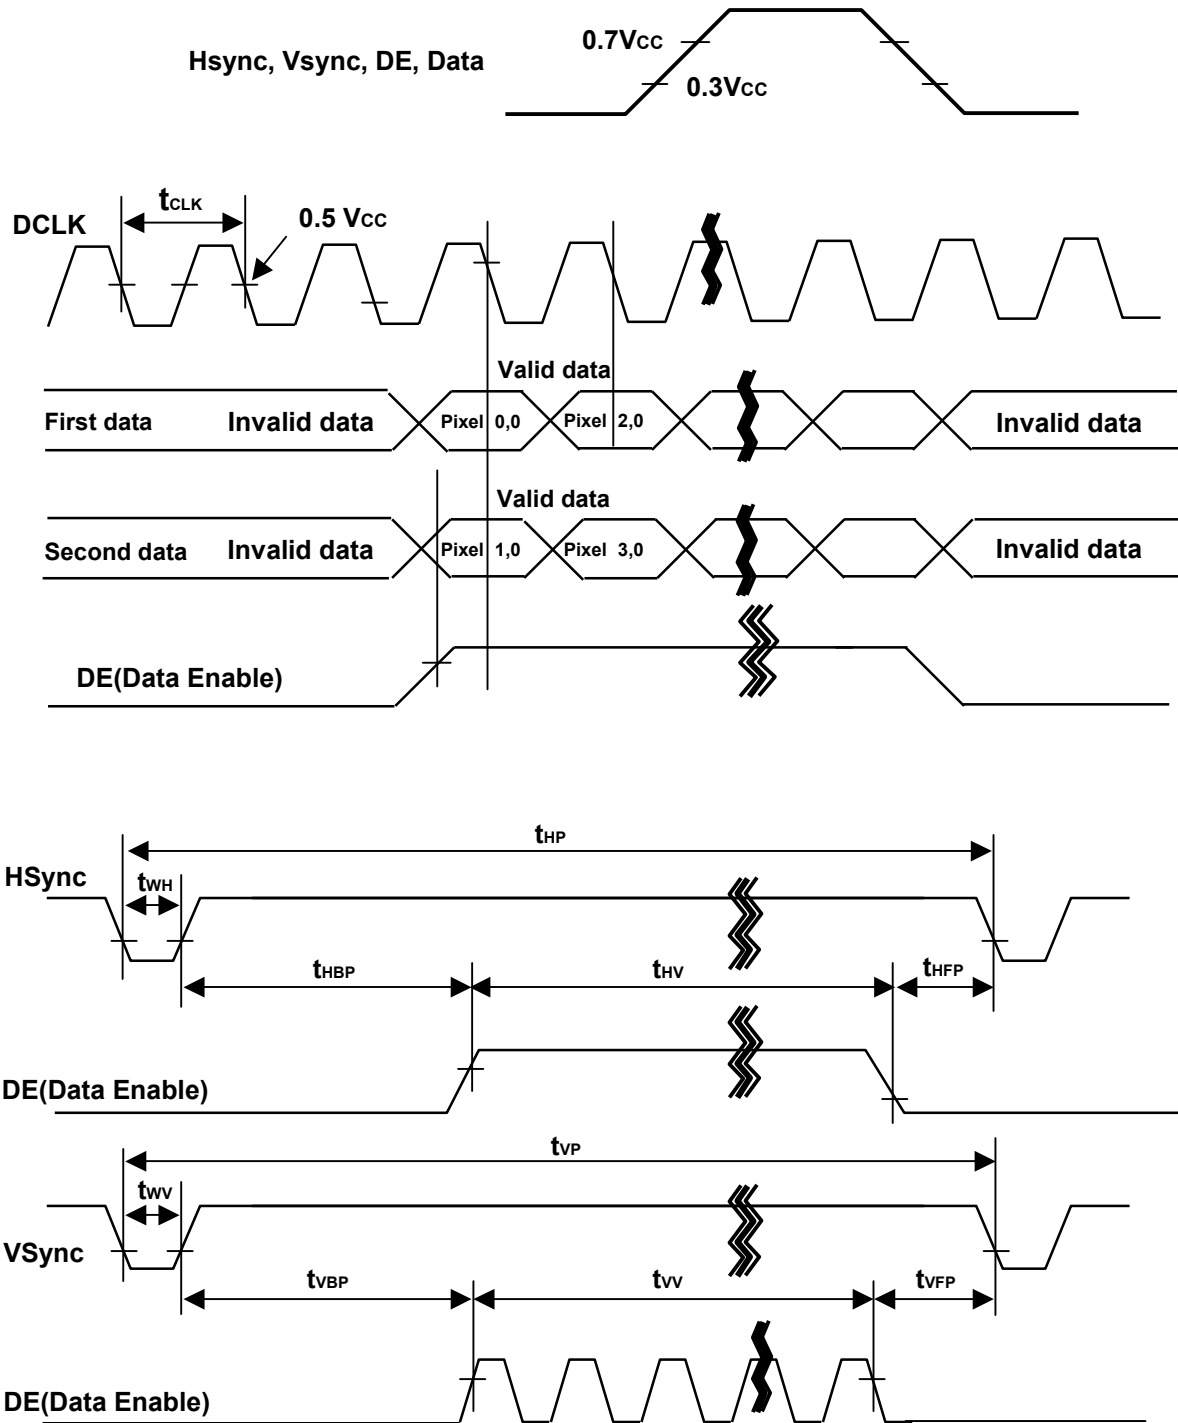 0.7VCC
Hsync, Vsync, DE, Data
0.3VCC
tCLK
DCLK
0.5 VCC
Valid data
First data Invalid data Pixel 0,0 Pixel 2,0 Invalid data
Valid data
Second data Invalid data Pixel 1,0 Pixel 3,0 Invalid data
DE(Data Enable)
tHP
HSync
tWH
tHBP tHV tHFP
DE(Data Enable)
tVP
tWV
VSync
tVBP tVV tVFP
DE(Data Enable)